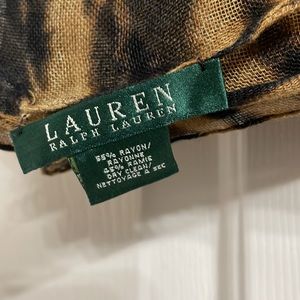 LAUREN
RALPH LAUREN
55% RAYON/
RAYONNE
45% RAMIE
DRY CLEAN/
NETTOYAGE A SEC